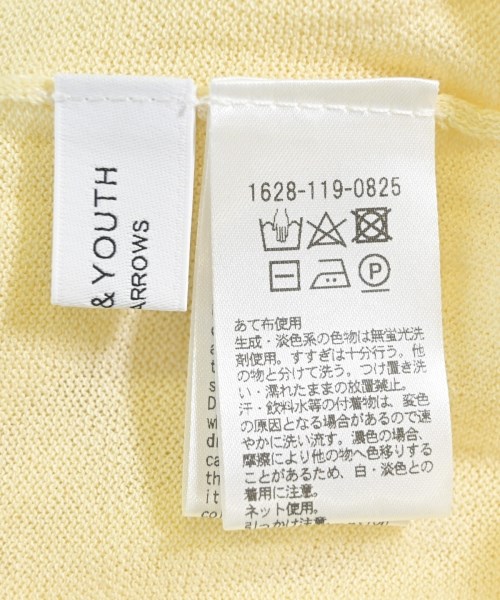 & YOUTH
ARROWS
1628-119-0825
P
あて布使用
生成・淡色系の色物は無蛍光洗
剤使用。すすぎは十分行う。他
の物と分けて洗う。つけ置き洗
い・濡れたままの放置禁止。
汗・飲料水等の付着物は、変色
の原因となる場合があるので速
やかに洗い流す。濃色の場合、
摩擦により他の物へ色移りする
ことがあるため、白・淡色との
着用に注意。
ネット使用。
引っかけ注意